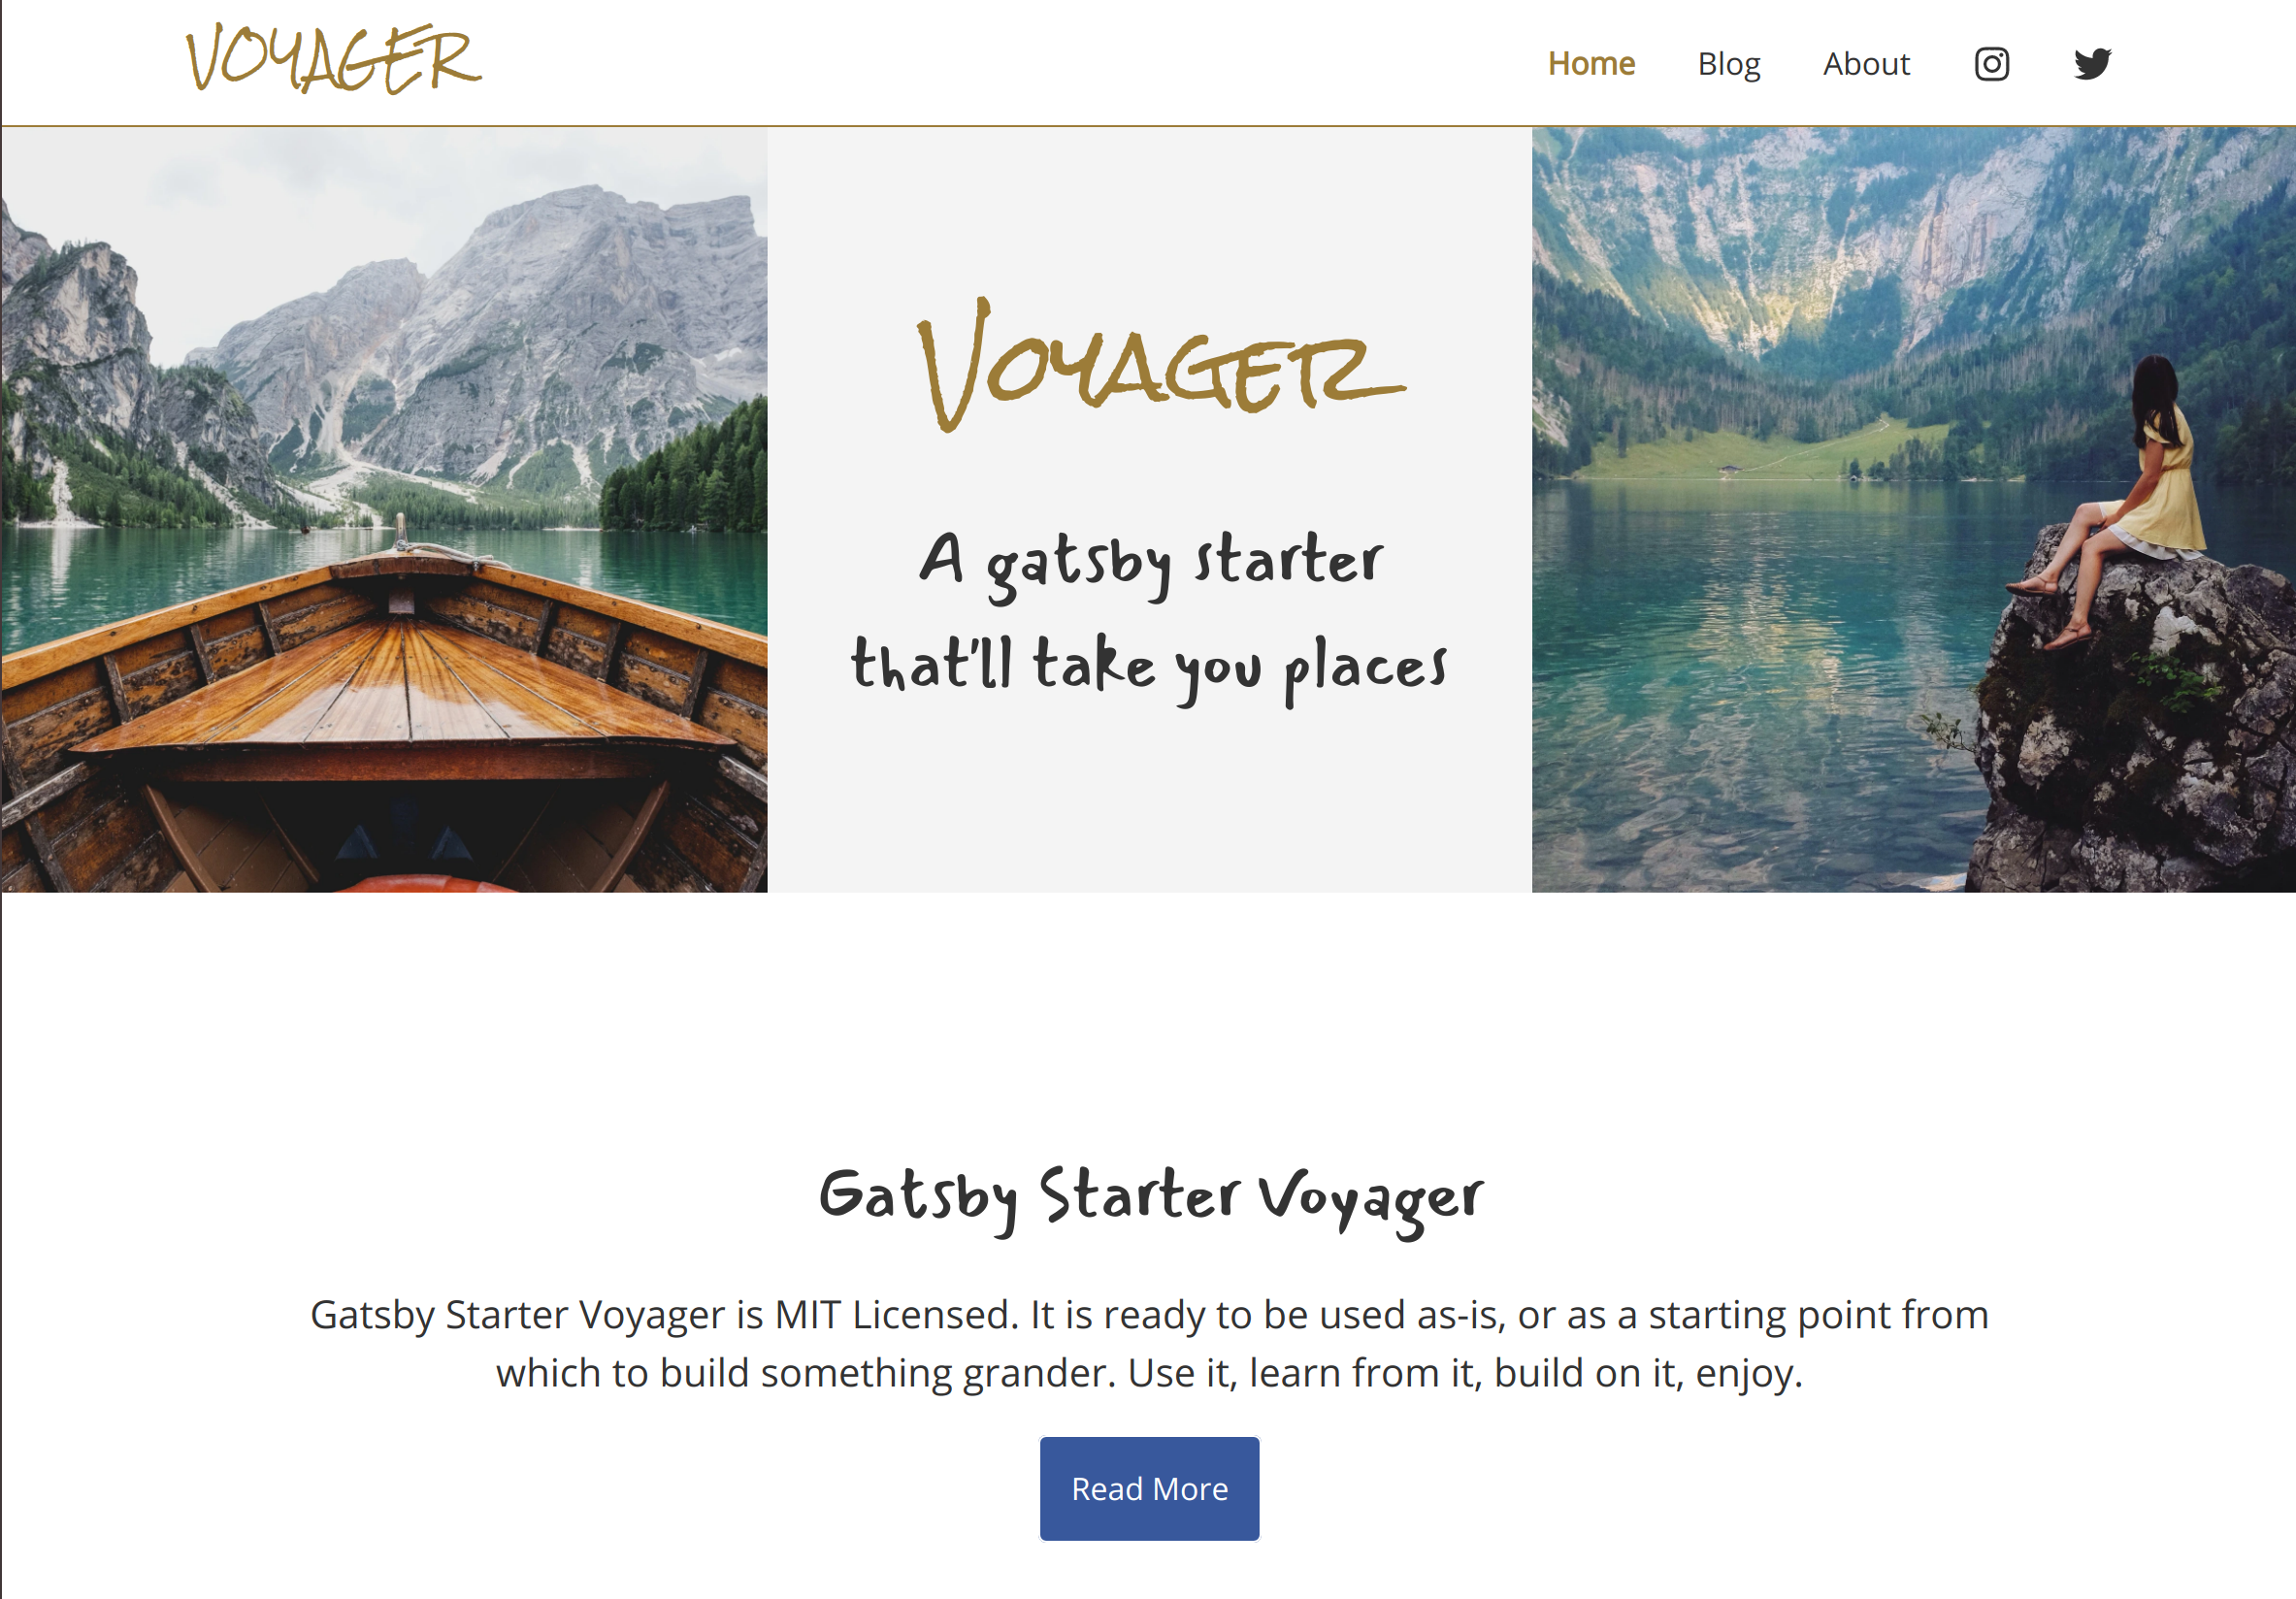 VOYAGER
Home Blog About
VOYAGER
A gatsby starter
that'll take you places
Gatsby Starter Voyager
Gatsby Starter Voyager is MIT Licensed. It is ready to be used as-is, or as a starting point from
which to build something grander. Use it, learn from it, build on it, enjoy.
Read More